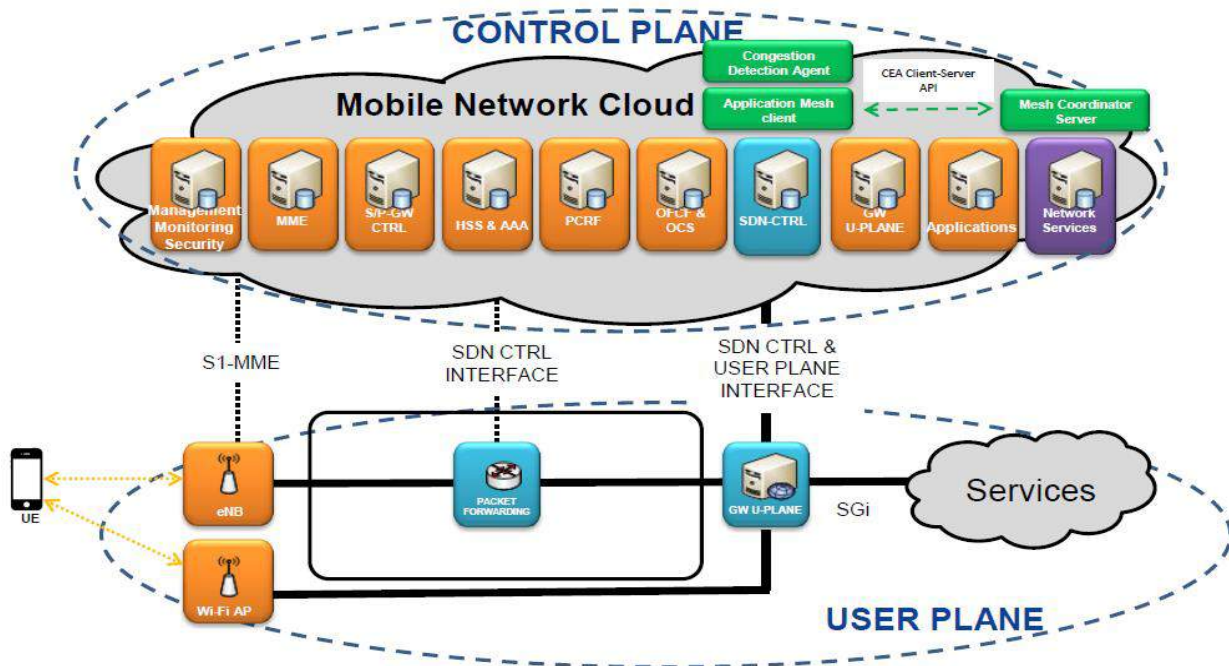 CONTROL PLANE
Congestion
Detection Agent
CEA Client-Server
API
Mobile Network Cloud
Application Mesh
client
Mesh Coordinator
Server
Management
Monitoring
Security
MME
S/P-GW
CTRL
HSS & AAA
PCRF
OFCF &
OCS
SDN-CTRL
GW
U-PLANE
Applications
Network
Services
S1-MME
SDN CTRL
INTERFACE
SDN CTRL &
USER PLANE
INTERFACE
UE
eNB
PACKET
FORWARDING
GW U-PLANE
SGi
Services
Wi-Fi AP
USER PLANE